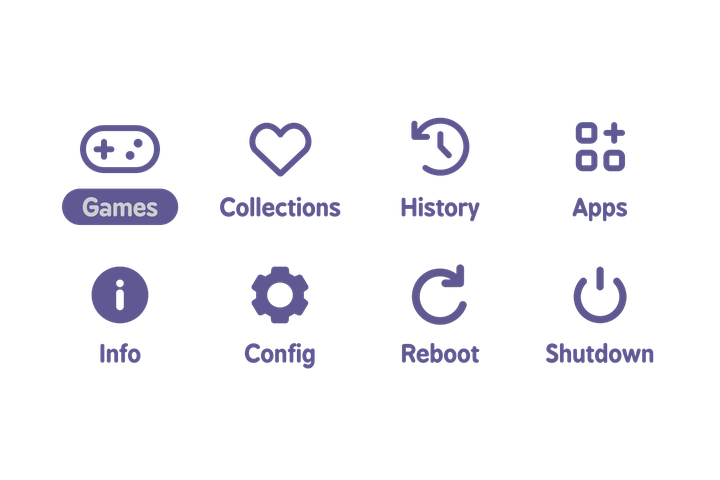 Games
Collections
History
Apps
Info
Config
Reboot
Shutdown